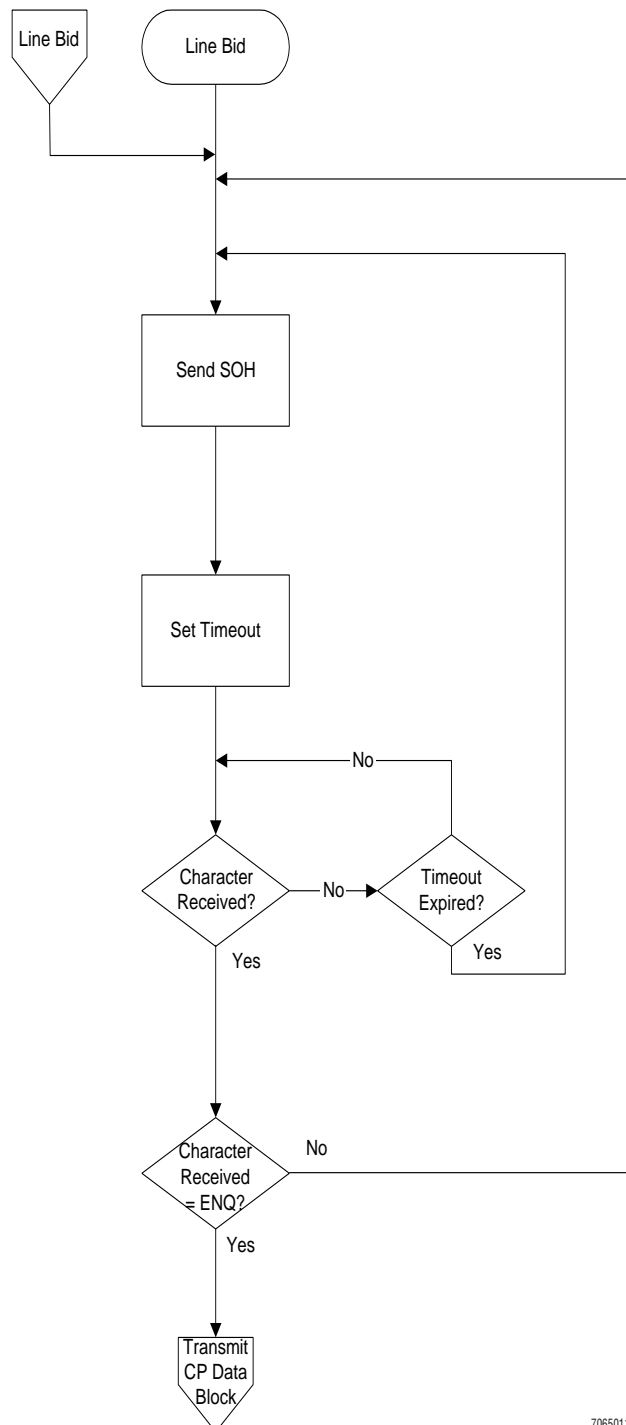 Line Bid
Line Bid
Send SOH
Set Timeout
No
Character
Received?
No
Timeout
Expired?
Yes
Yes
Character
Received
= ENQ?
No
Yes
Transmit
CP Data
Block